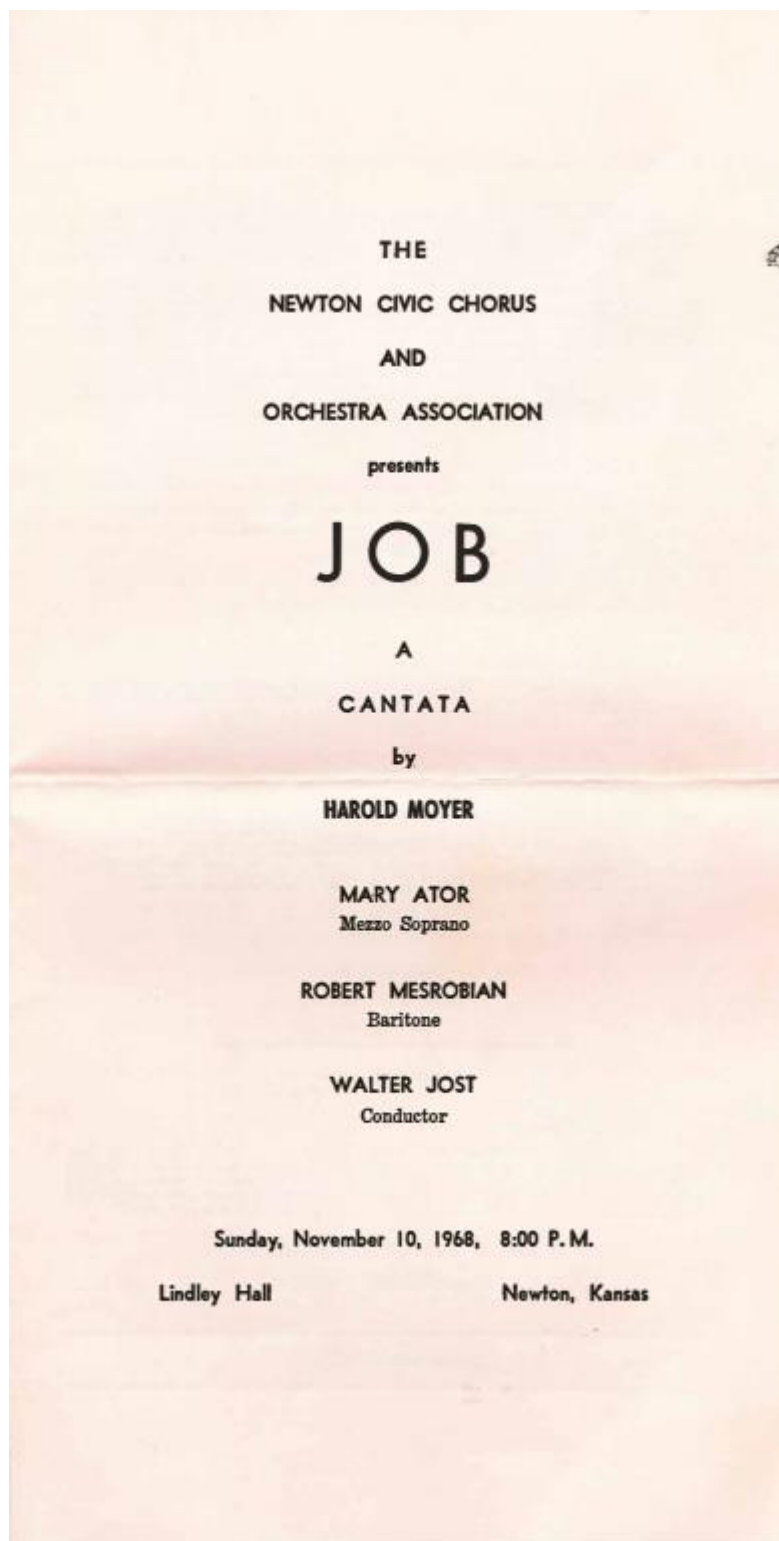 THE
NEWTON CIVIC CHORUS
AND
ORCHESTRA ASSOCIATION
presents
JOB
A
CANTATA
by
HAROLD MOYER
MARY ATOR
Mezzo Soprano
ROBERT MESROBIAN
Baritone
WALTER JOST
Conductor
Sunday, November 10, 1968, 8:00 P.M.
Lindley Hall Newton, Kansas